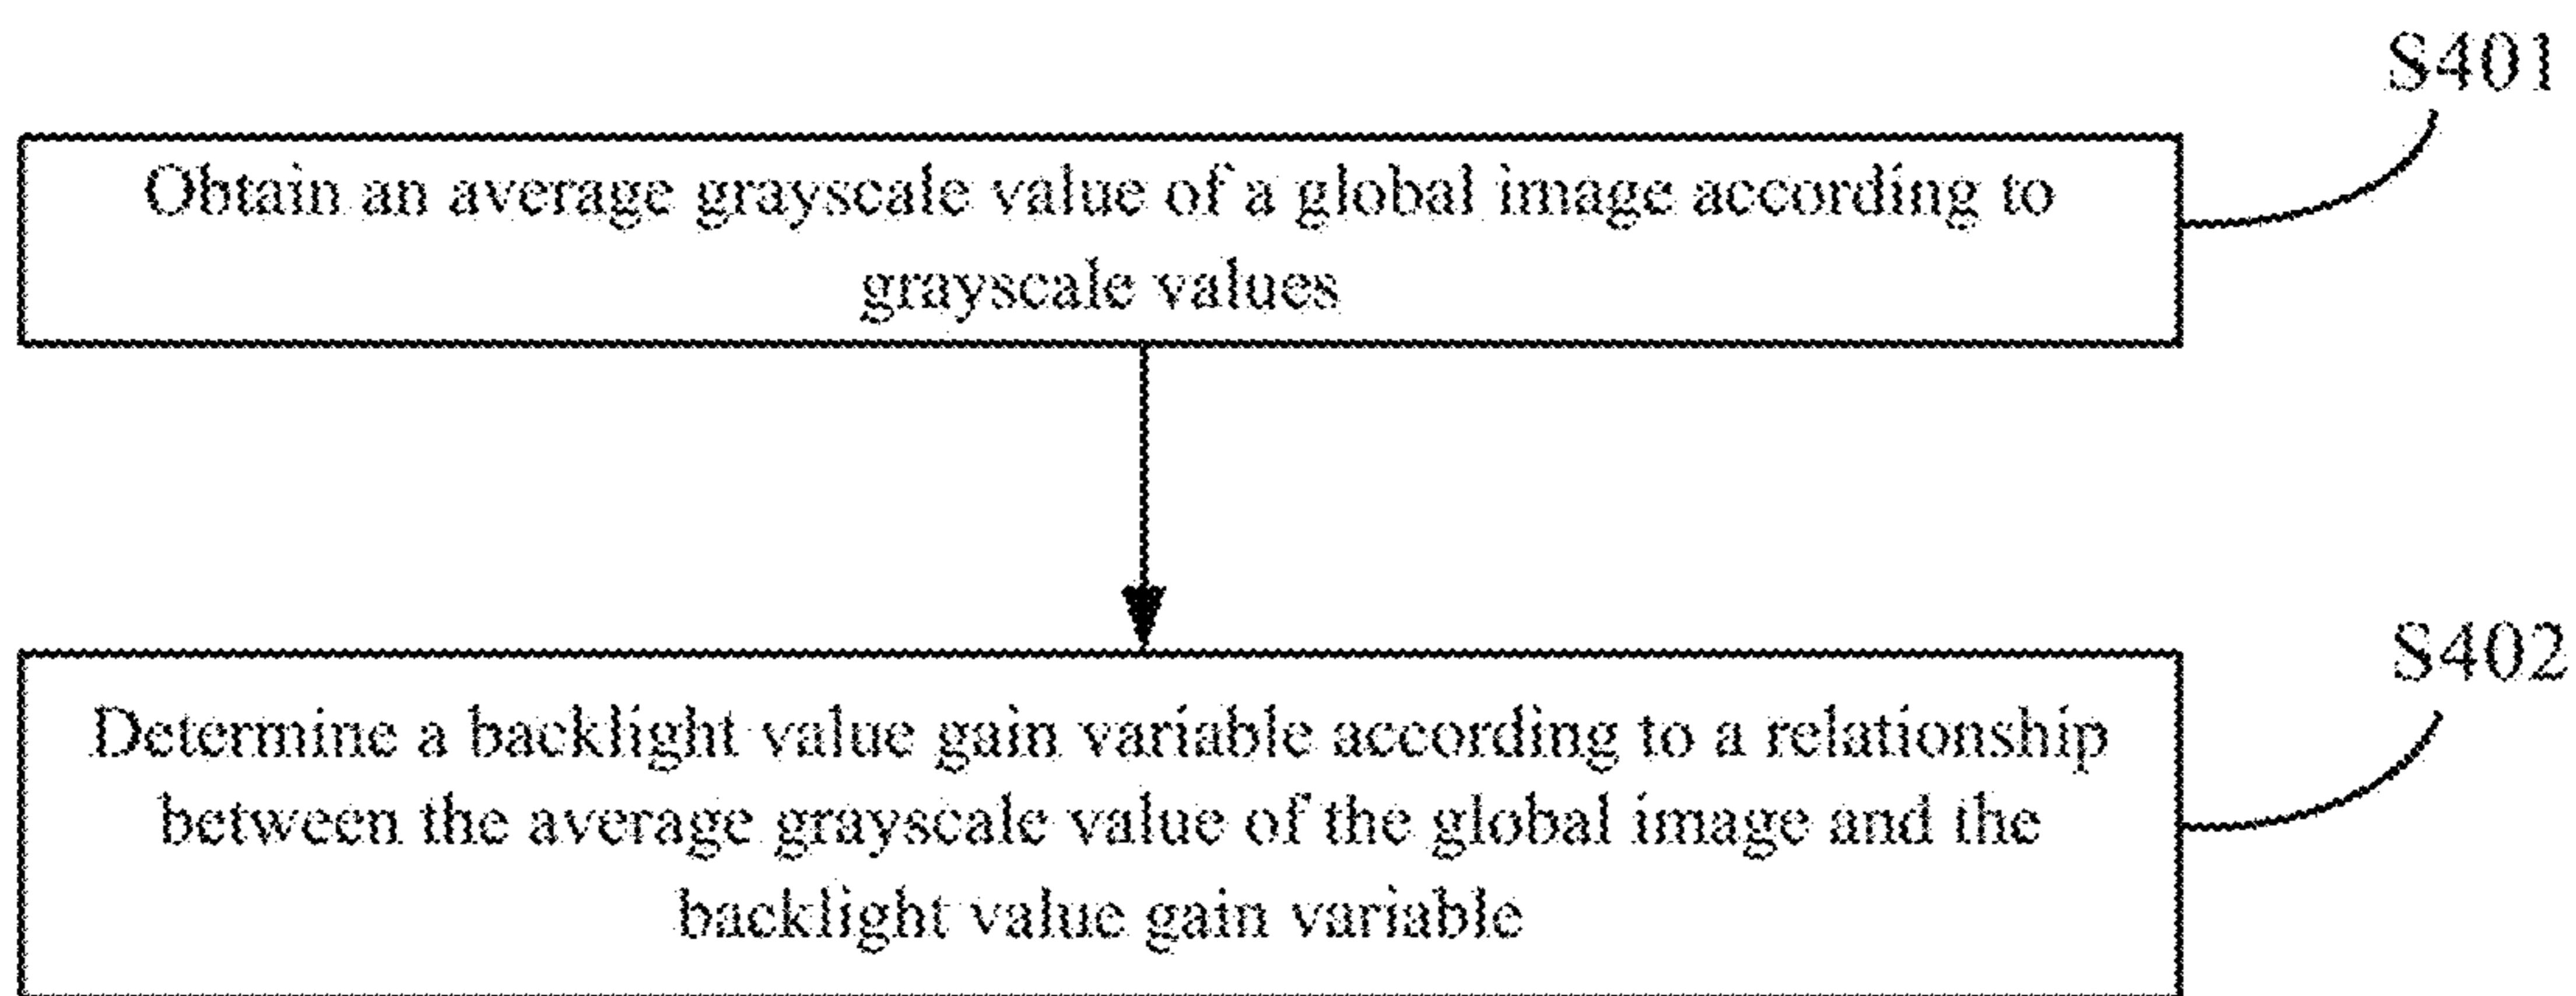 S401
Obtain an average grayscale value of a global image according to
grayscale values
S402
Determine a backlight value gain variable according to a relationship
between the average grayscale value of the global image and the
backlight value gain variable